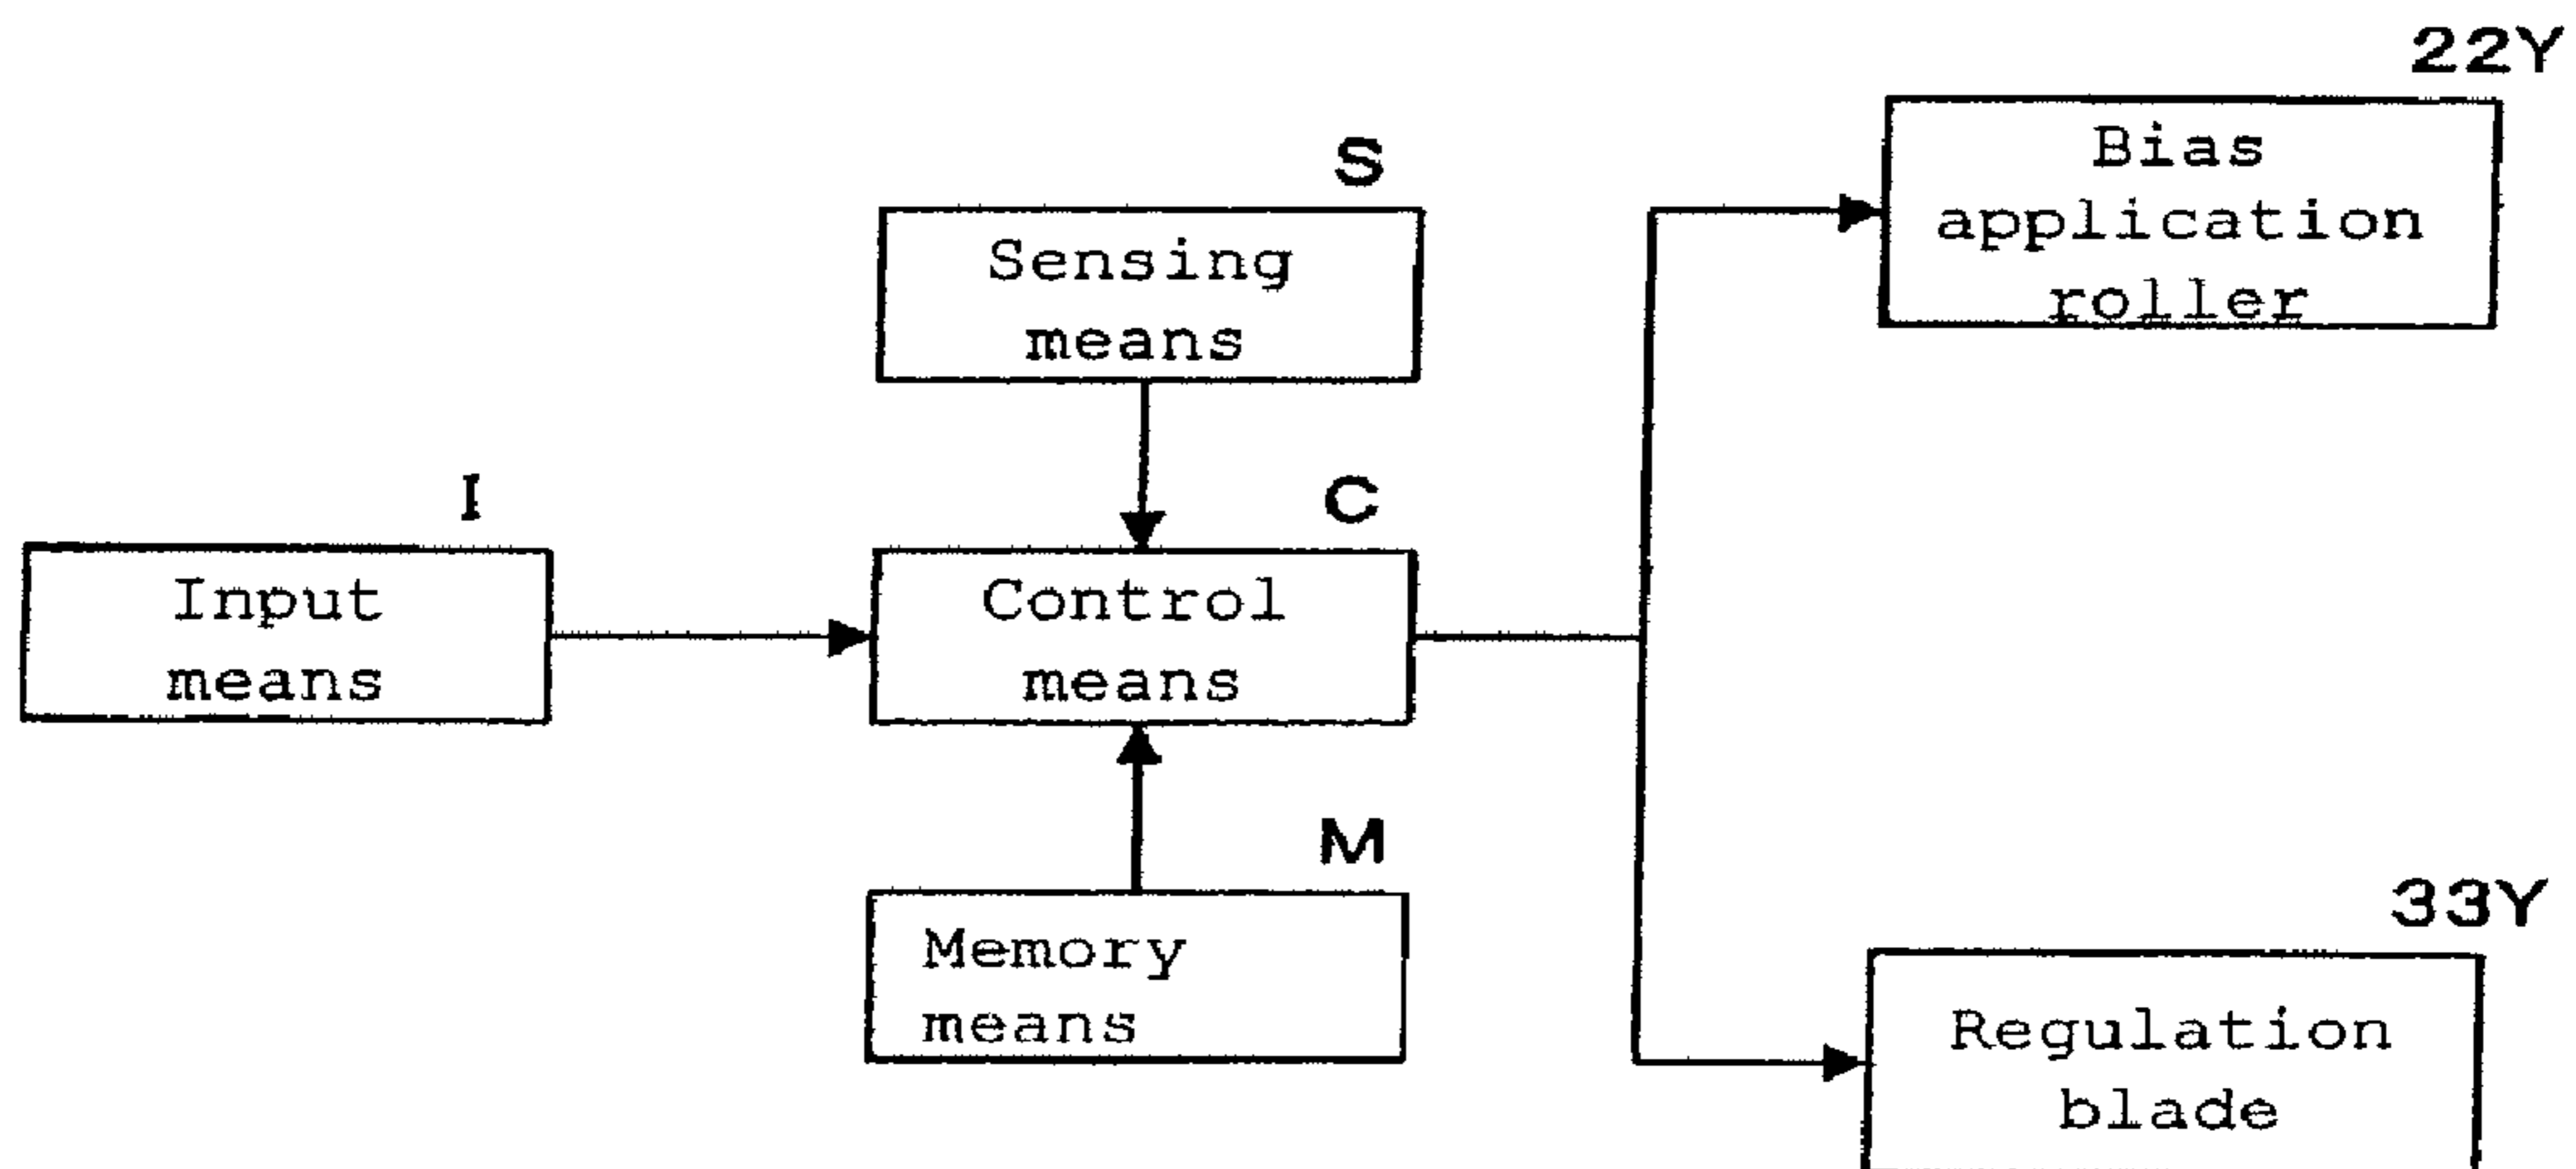 22Y
Bias
application
roller
S
Sensing
means
I
Input
means
C
Control
means
M
Memory
means
33Y
Regulation
blade